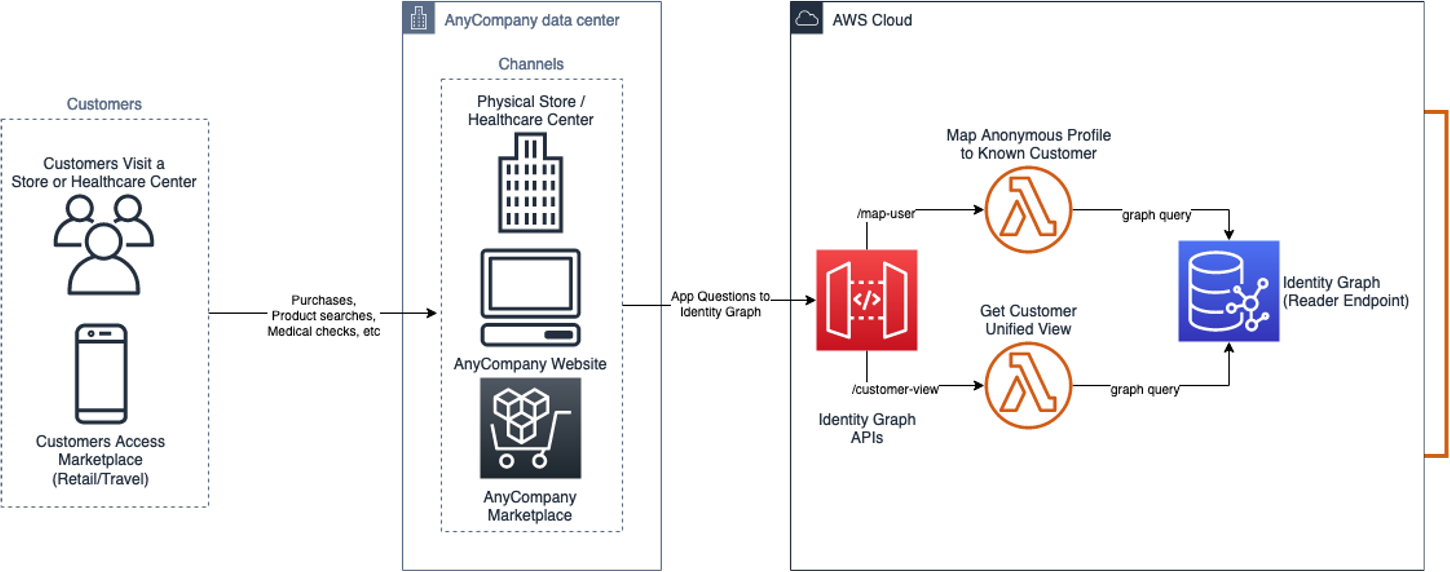 Customers
Customers Visit a
Store or Healthcare Center
Customers Access
Marketplace
(Retail/Travel)
Purchases,
Product searches,
Medical checks, etc
AnyCompany data center
Channels
Physical Store /
Healthcare Center
AnyCompany Website
AnyCompany
Marketplace
App Questions to
Identity Graph
AWS Cloud
Map Anonymous Profile
to Known Customer
/map-user
graph query
</>
Identity Graph
(Reader Endpoint)
Get Customer
Unified View
/customer-view
graph query
Identity Graph
APIs